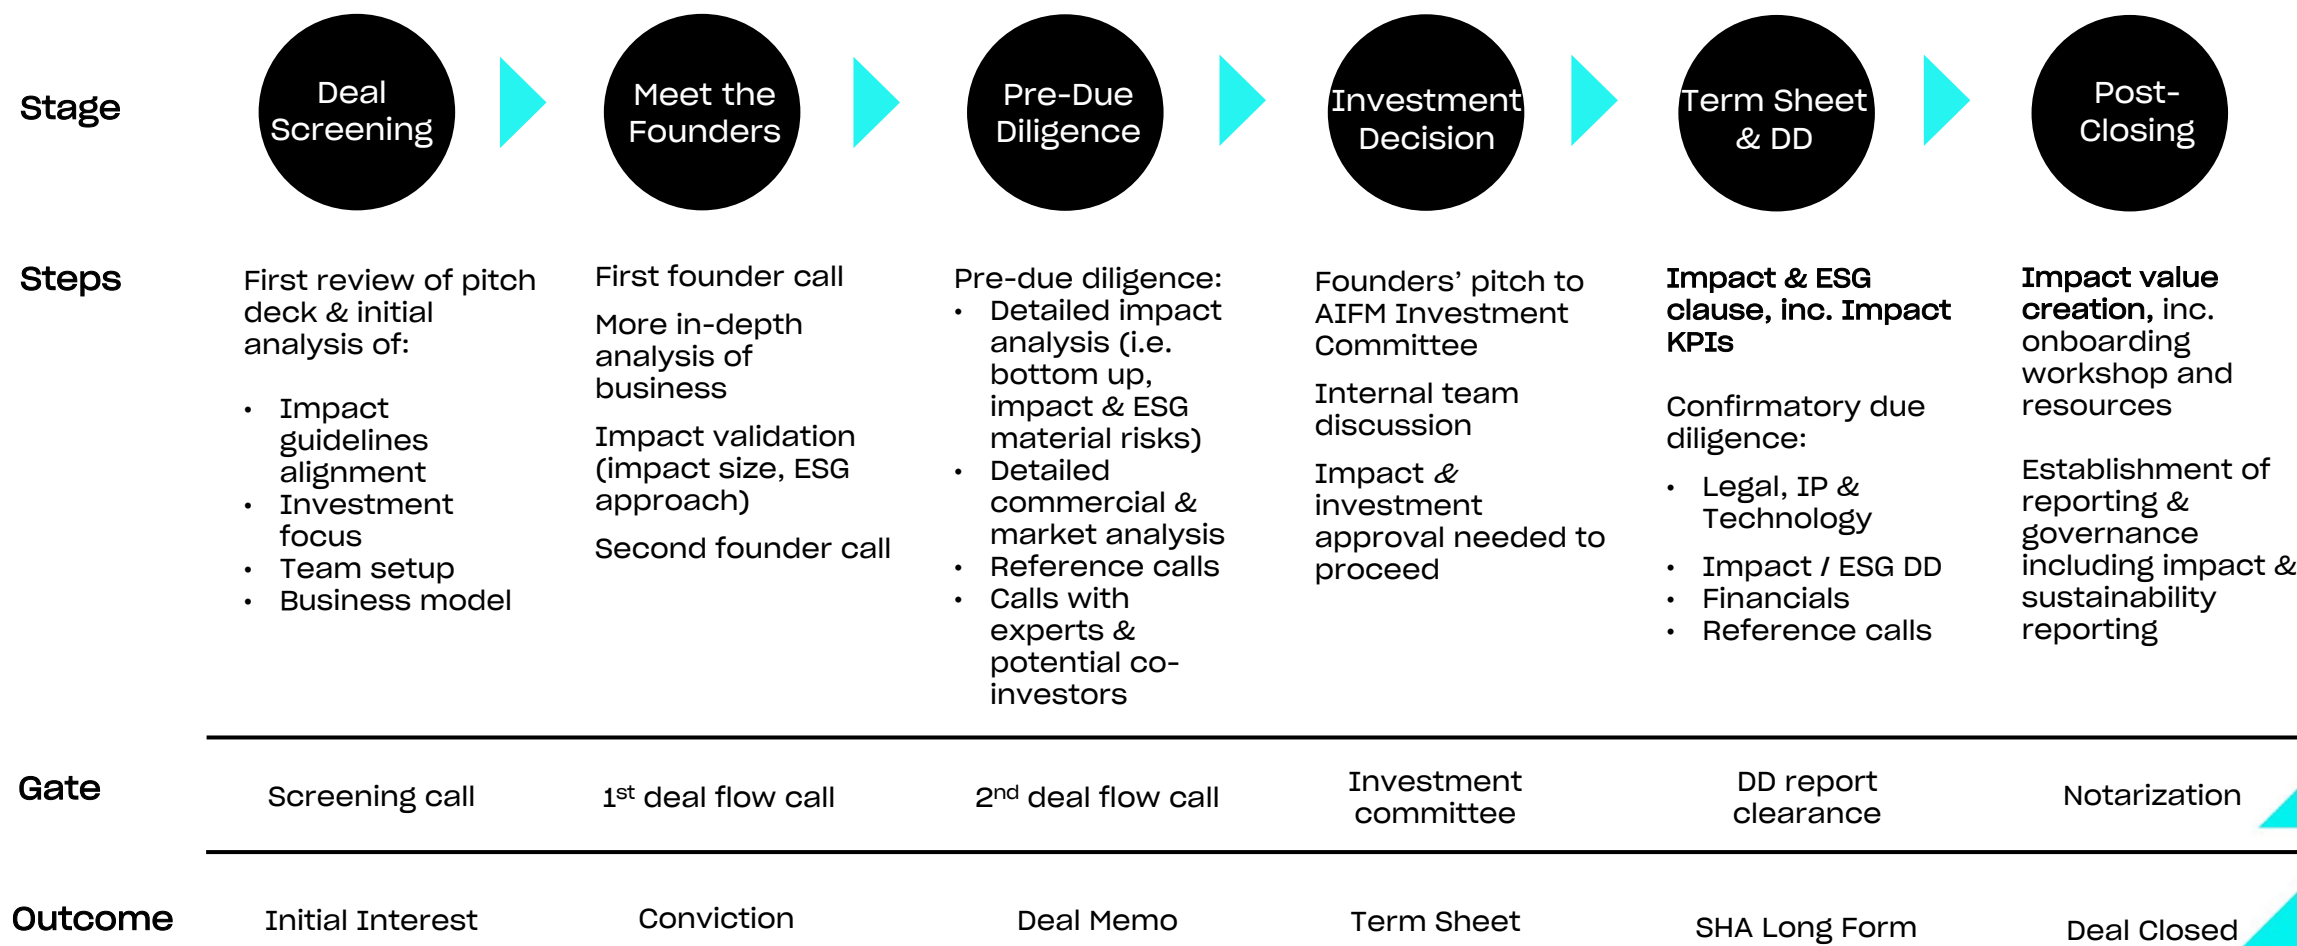 Stage
Deal
Screening
Meet the
Founders
Pre-Due
Diligence
Investment
Decision
Term Sheet
& DD
Post-
Closing
Steps
First review of pitch
deck & initial
analysis of:
• Impact
guidelines
alignment
• Investment
focus
• Team setup
• Business model
First founder call
More in-depth
analysis of
business
Impact validation
(impact size, ESG
approach)
Second founder call
Pre-due diligence:
• Detailed impact
analysis (i.e.
bottom up,
impact & ESG
material risks)
• Detailed
commercial &
market analysis
• Reference calls
• Calls with
experts &
potential co-
investors
Founders’ pitch to
AIFM Investment
Committee
Internal team
discussion
Impact &
investment
approval needed to
proceed
Impact & ESG
clause, inc. Impact
KPIs
Confirmatory due
diligence:
• Legal, IP &
Technology
• Impact / ESG DD
• Financials
• Reference calls
Impact value
creation, inc.
onboarding
workshop and
resources
Establishment of
reporting &
governance
including impact &
sustainability
reporting
Gate
Screening call
1st deal flow call
2nd deal flow call
Investment
committee
DD report
clearance
Notarization
Outcome
Initial Interest
Conviction
Deal Memo
Term Sheet
SHA Long Form
Deal Closed